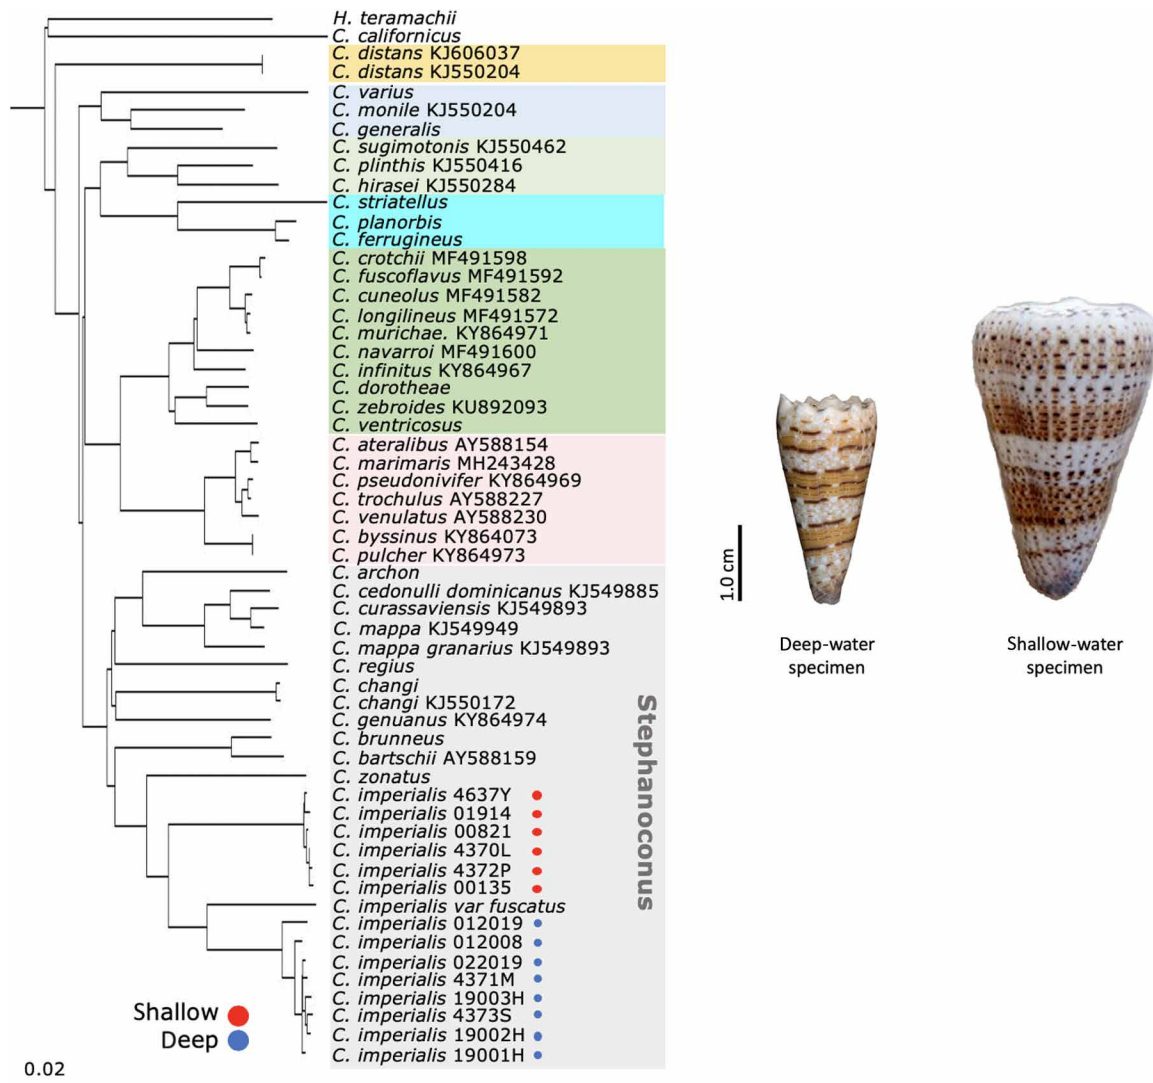 H. teramachii
C. californicus
C. distans KJ606037
C. distans KJ550204
C. varius
C. monile KJ550204
C. generalis
C. sugimotonis KJ550462
C. plinthis KJ550416
C. hirasei KJ550284
C. striatellus
C. planorbis
C. ferrugineus
C. crotchii MF491598
C. fuscoflavus MF491592
C. cuneolus MF491582
C. longilineus MF491572
C. murichae. KY864971
C. navarroi MF491600
C. infinitus KY864967
C. dorotheae
C. zebroides KU892093
C. ventricosus
C. ateralibus AY588154
C. marimaris MH243428
C. pseudonivifer KY864969
C. trochulus AY588227
C. venulatus AY588230
C. byssinus KY864073
C. pulcher KY864973
C. archon
C. cedonulli dominicanus KJ549885
C. curassaviensis KJ549893
C. mappa KJ549949
C. mappa granarius KJ549893
C. regius
C. changi
C. changi KJ550172
C. genuanus KY864974
C. brunneus
C. bartschii AY588159
C. zonatus
C. imperialis 4637Y
C. imperialis 01914
C. imperialis 00821
C. imperialis 4370L
C. imperialis 4372P
C. imperialis 00135
C. imperialis var fuscatus
C. imperialis 012019
C. imperialis 012008
C. imperialis 022019
C. imperialis 4371M
C. imperialis 19003H
C. imperialis 4373S
C. imperialis 19002H
C. imperialis 19001H
Stephanoconus
Shallow
Deep
0.02
1.0 cm
Deep-water
specimen
Shallow-water
specimen